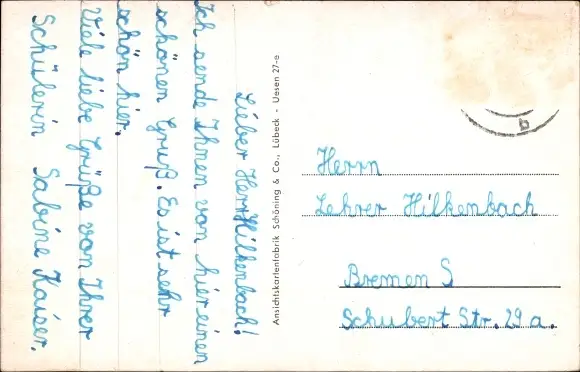 Lieber Herr Hilkenbach!
Ich sende Ihnen von hier einen
schönen Gruß. Es ist sehr
schön hier.
Viele liebe Grüße von Ihrer
Schülerin Sabine Kaiser.
Ansichtskartenfabrik Schöning & Co., Lübeck - Uesen 27-e
b
Herrn
Lehrer Hilkenbach
Bremen S
Schubert Str. 29a.